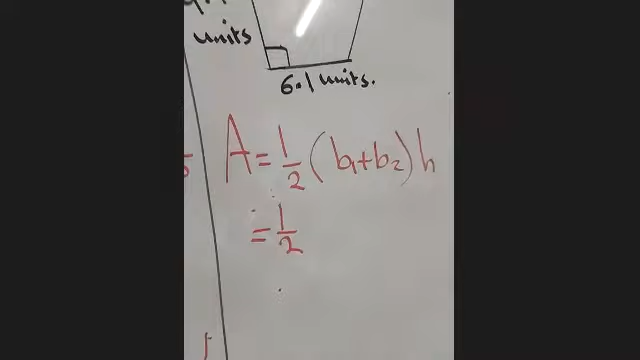 units
6.1 units.
A = 1/2 (b1+b2)h
= 1/2